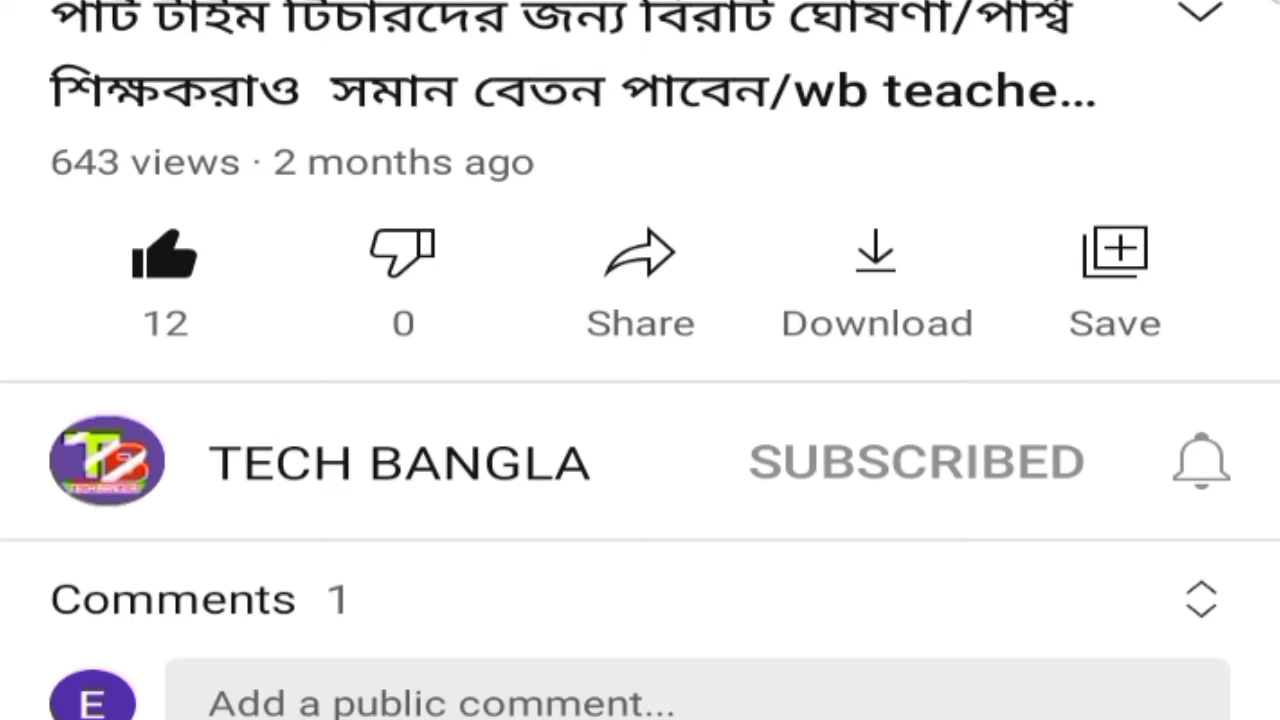 পার্ট টাইম টিচারদের জন্য বিরাট ঘোষণা/পার্শ্ব
শিক্ষকরাও সমান বেতন পাবেন/wb teache...
643 views · 2 months ago
12 0 Share Download Save
TECH BANGLA SUBSCRIBED
Comments 1
E Add a public comment...